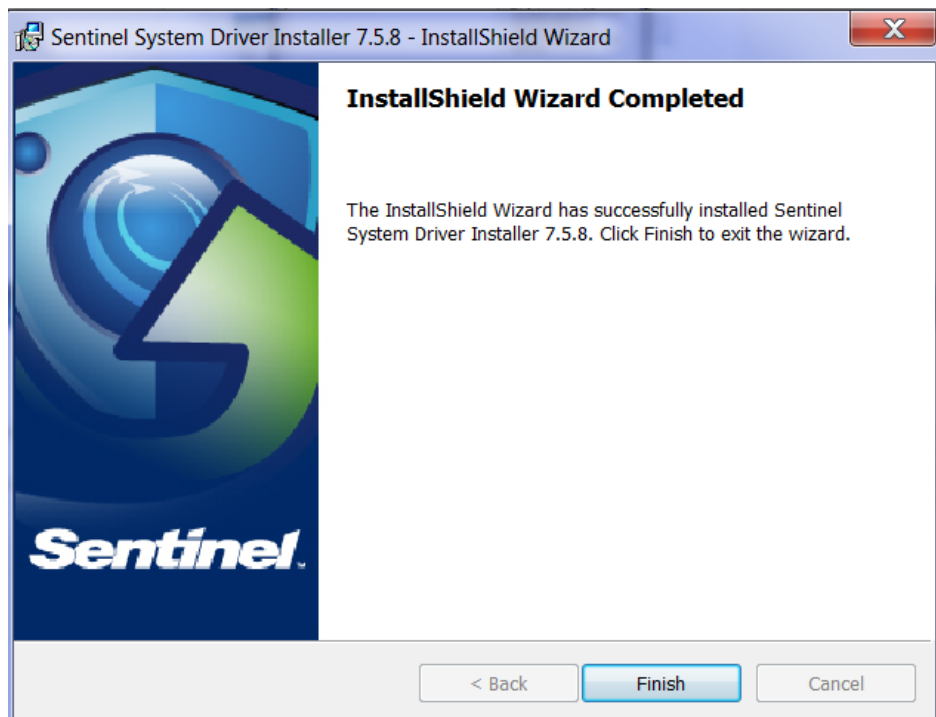 Sentinel System Driver Installer 7.5.8 - InstallShield Wizard
X
InstallShield Wizard Completed
The InstallShield Wizard has successfully installed Sentinel
System Driver Installer 7.5.8. Click Finish to exit the wizard.
Sentinel.
< Back
Finish
Cancel